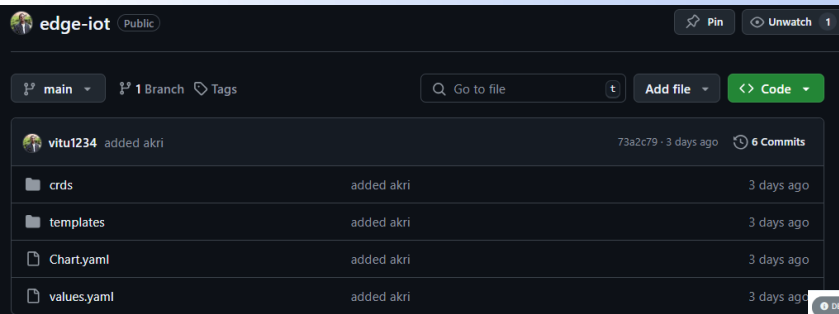 edge-iot Public Pin Unwatch 1
main 1 Branch Tags Go to file t Add file <> Code
vitu1234 added akri 73a2c79 · 3 days ago 6 Commits
crds added akri 3 days ago
templates added akri 3 days ago
Chart.yaml added akri 3 days ago
values.yaml added akri 3 days ago